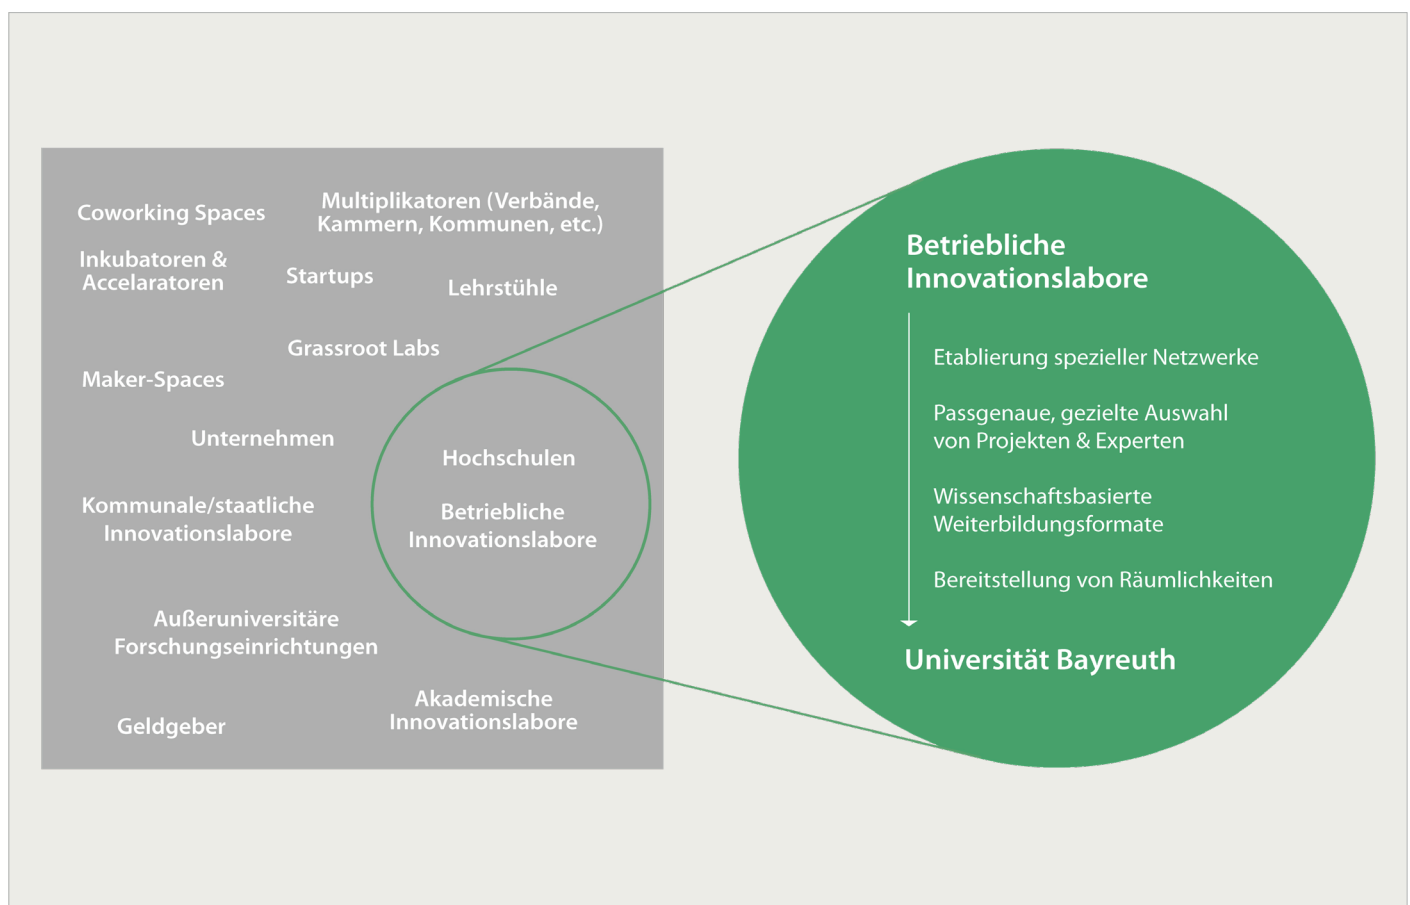 Coworking Spaces
Multiplikatoren (Verbände,
Kammern, Kommunen, etc.)
Inkubatoren &
Accelaratoren
Startups
Lehrstühle
Grassroot Labs
Maker-Spaces
Unternehmen
Hochschulen
Kommunale/staatliche
Innovationslabore
Betriebliche
Innovationslabore
Außeruniversitäre
Forschungseinrichtungen
Akademische
Innovationslabore
Geldgeber
Betriebliche
Innovationslabore
Etablierung spezieller Netzwerke
Passgenaue, gezielte Auswahl
von Projekten & Experten
Wissenschaftsbasierte
Weiterbildungsformate
Bereitstellung von Räumlichkeiten
Universität Bayreuth